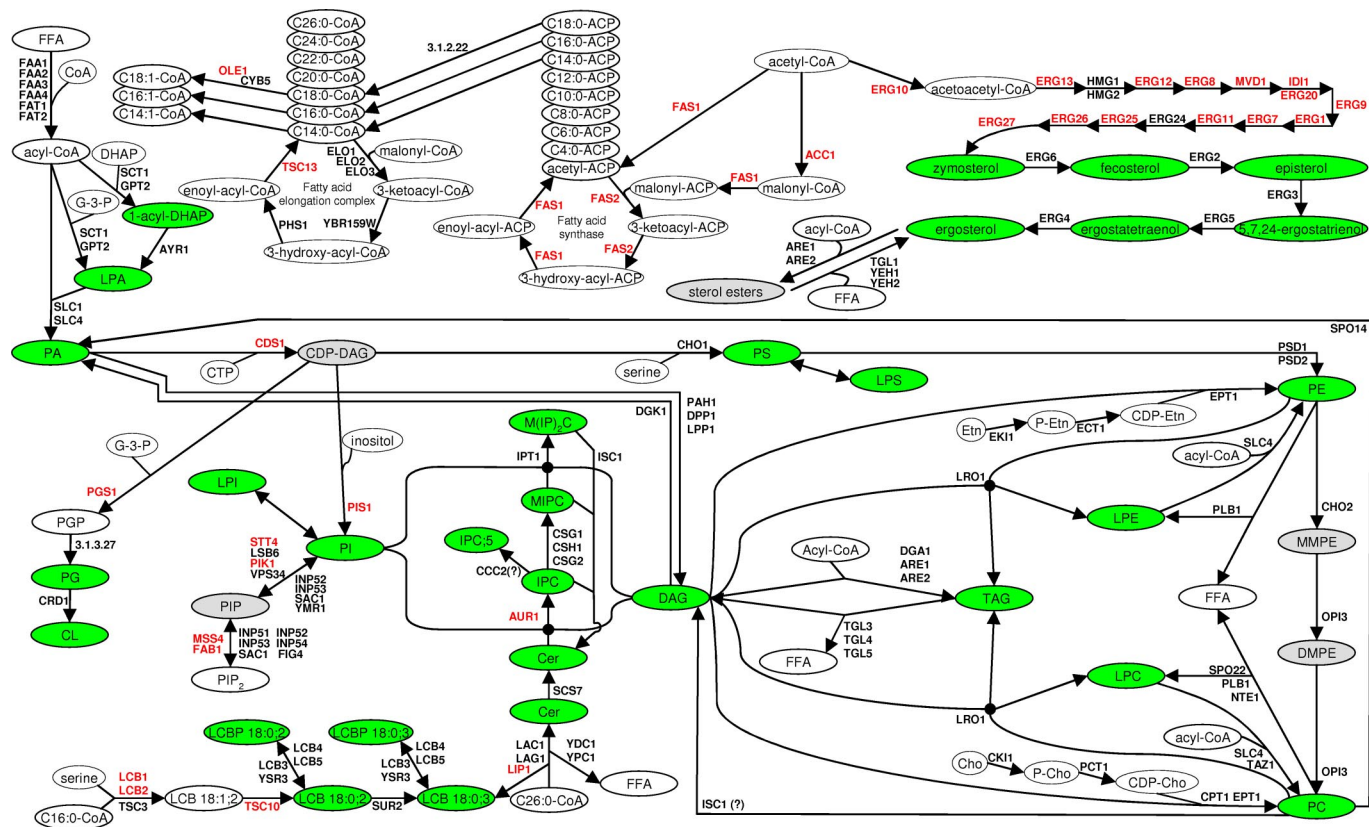 FFA
FAA1
FAA2
FAA3
FAA4
FAT1
FAT2
CoA
acyl-CoA
DHAP
SCT1
GPT2
G-3-P
1-acyl-DHAP
SCT1
GPT2
AYR1
LPA
SLC1
SLC4
C18:1-CoA
C16:1-CoA
C14:1-CoA
OLE1
CYB5
C26:0-CoA
C24:0-CoA
C22:0-CoA
C20:0-CoA
C18:0-CoA
C16:0-CoA
C14:0-CoA
3.1.2.22
ELO1
ELO2
ELO3
malonyl-CoA
TSC13
enoyl-acyl-CoA
Fatty acid
elongation complex
3-ketoacyl-CoA
PHS1
YBR159W
3-hydroxy-acyl-CoA
C18:0-ACP
C16:0-ACP
C14:0-ACP
C12:0-ACP
C10:0-ACP
C8:0-ACP
C6:0-ACP
C4:0-ACP
acetyl-ACP
FAS1
FAS2
malonyl-ACP
FAS1
malonyl-CoA
FAS1
enoyl-acyl-ACP
Fatty acid
synthase
3-ketoacyl-ACP
FAS1
FAS2
3-hydroxy-acyl-ACP
acetyl-CoA
ACC1
ERG10
acetoacetyl-CoA
ERG13
HMG1
HMG2
ERG12
ERG8
MVD1
IDI1
ERG20
ERG9
ERG27
ERG26
ERG25
ERG24
ERG11
ERG7
ERG1
zymosterol
ERG6
fecosterol
ERG2
episterol
ERG3
ergosterol
ERG4
ergostatetraenol
ERG5
5,7,24-ergostatrienol
acyl-CoA
ARE1
ARE2
TGL1
YEH1
YEH2
sterol esters
FFA
SPO14
PA
CDS1
CTP
CDP-DAG
CHO1
serine
PS
LPS
PSD1
PSD2
PE
DGK1
PAH1
DPP1
LPP1
G-3-P
inositol
PGS1
PIS1
PGP
3.1.3.27
PG
CRD1
CL
LPI
PI
STT4
LSB6
PIK1
VPS34
INP52
INP53
SAC1
YMR1
PIP
MSS4
FAB1
INP51
INP53
SAC1
INP52
INP54
FIG4
PIP2
M(IP)2C
IPT1
ISC1
MIPC
IPC;5
CSG1
CSH1
CSG2
CCC2(?)
IPC
AUR1
Cer
SCS7
Cer
LAC1
LAG1
LIP1
YDC1
YPC1
FFA
C26:0-CoA
LCBP 18:0;2
LCBP 18:0;3
LCB3
YSR3
LCB4
LCB5
LCB3
YSR3
LCB4
LCB5
serine
LCB1
LCB2
TSC3
C16:0-CoA
LCB 18:1;2
TSC10
LCB 18:0;2
SUR2
LCB 18:0;3
DAG
Acyl-CoA
DGA1
ARE1
ARE2
TAG
TGL3
TGL4
TGL5
FFA
Etn
EKI1
P-Etn
ECT1
CDP-Etn
EPT1
acyl-CoA
SLC4
LRO1
LPE
PLB1
CHO2
MMPE
FFA
OPI3
DMPE
LPC
SPO22
PLB1
NTE1
LRO1
acyl-CoA
SLC4
TAZ1
OPI3
Cho
CKI1
P-Cho
PCT1
CDP-Cho
CPT1 EPT1
PC
ISC1 (?)